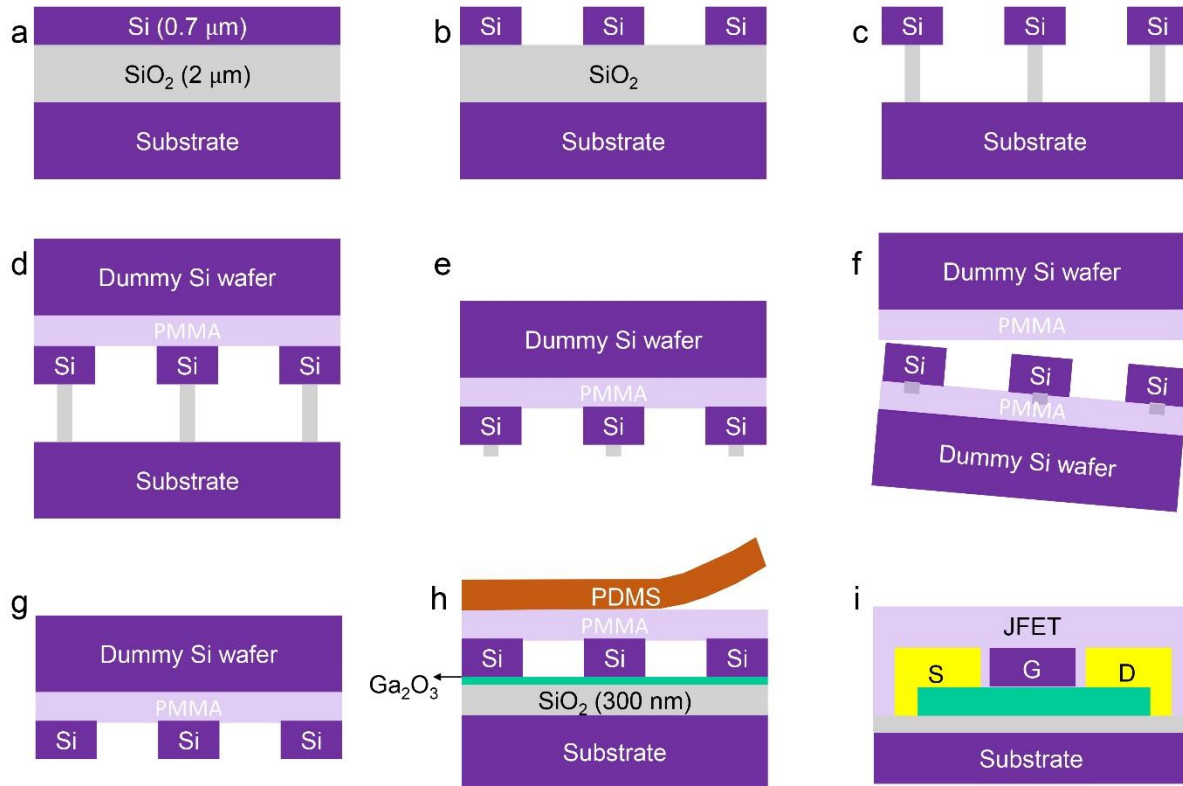 a
Si (0.7 μm)
SiO₂ (2 μm)
Substrate
b
Si Si Si
SiO₂
Substrate
c
Si Si Si
Substrate
d
Dummy Si wafer
PMMA
Si Si Si
Substrate
e
Dummy Si wafer
PMMA
Si Si Si
f
Dummy Si wafer
PMMA
Si Si Si
PMMA
Dummy Si wafer
g
Dummy Si wafer
PMMA
Si Si Si
h
PDMS
PMMA
Si Si Si
Ga₂O₃
SiO₂ (300 nm)
Substrate
i
JFET
S G D
Substrate